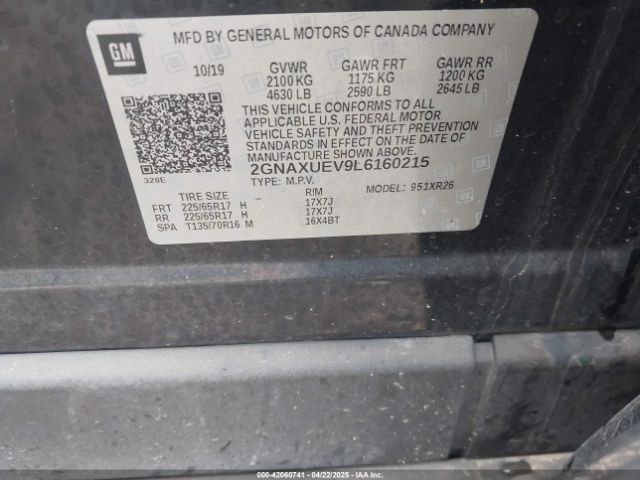 GM
MFD BY GENERAL MOTORS OF CANADA COMPANY
10/19 GVWR GAWR FRT GAWR RR
2100 KG 1175 KG 1200 KG
4630 LB 2590 LB 2645 LB
THIS VEHICLE CONFORMS TO ALL
APPLICABLE U.S. FEDERAL MOTOR
VEHICLE SAFETY AND THEFT PREVENTION
STANDARDS IN EFFECT ON THE DATE OF
MANUFACTURE SHOWN ABOVE.
2GNAXUEV9L6160215
328E
TYPE: M.P.V. MODEL: 951XR26
TIRE SIZE RIM
FRT 225/65R17 H 17X7J
RR 225/65R17 H 17X7J
SPA T135/70R16 M 16X4BT
000-42060741 - 04/22/2025 - IAAI.COM